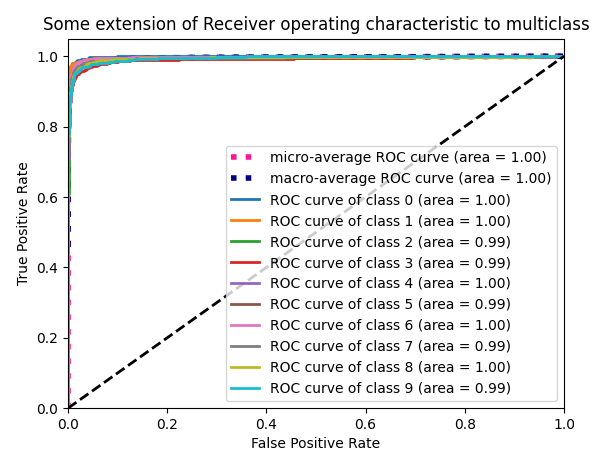 Some extension of Receiver operating characteristic to multiclass
1.0
0.8
0.6
0.4
0.2
0.0
True Positive Rate
micro-average ROC curve (area = 1.00)
macro-average ROC curve (area = 1.00)
ROC curve of class 0 (area = 1.00)
ROC curve of class 1 (area = 1.00)
ROC curve of class 2 (area = 0.99)
ROC curve of class 3 (area = 0.99)
ROC curve of class 4 (area = 1.00)
ROC curve of class 5 (area = 0.99)
ROC curve of class 6 (area = 1.00)
ROC curve of class 7 (area = 0.99)
ROC curve of class 8 (area = 1.00)
ROC curve of class 9 (area = 0.99)
0.0 0.2 0.4 0.6 0.8 1.0
False Positive Rate